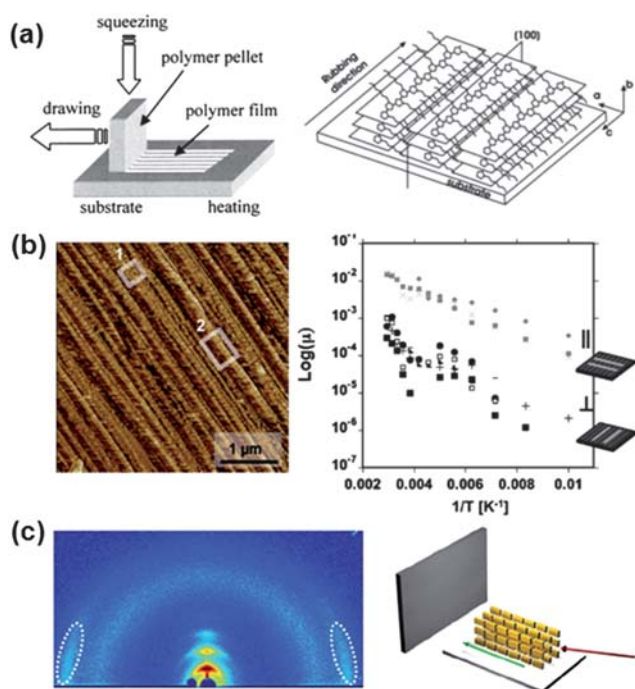 (a)
squeezing
polymer pellet
drawing
polymer film
substrate
heating
Rubbing
direction
(100)
a
b
c
substrate
(b)
1
2
1 µm
Log(µ)
10-1
10-2
10-3
10-4
10-5
10-6
10-7
0.002
0.004
0.006
0.008
0.01
1/T [K-1]
=
⊥
(c)